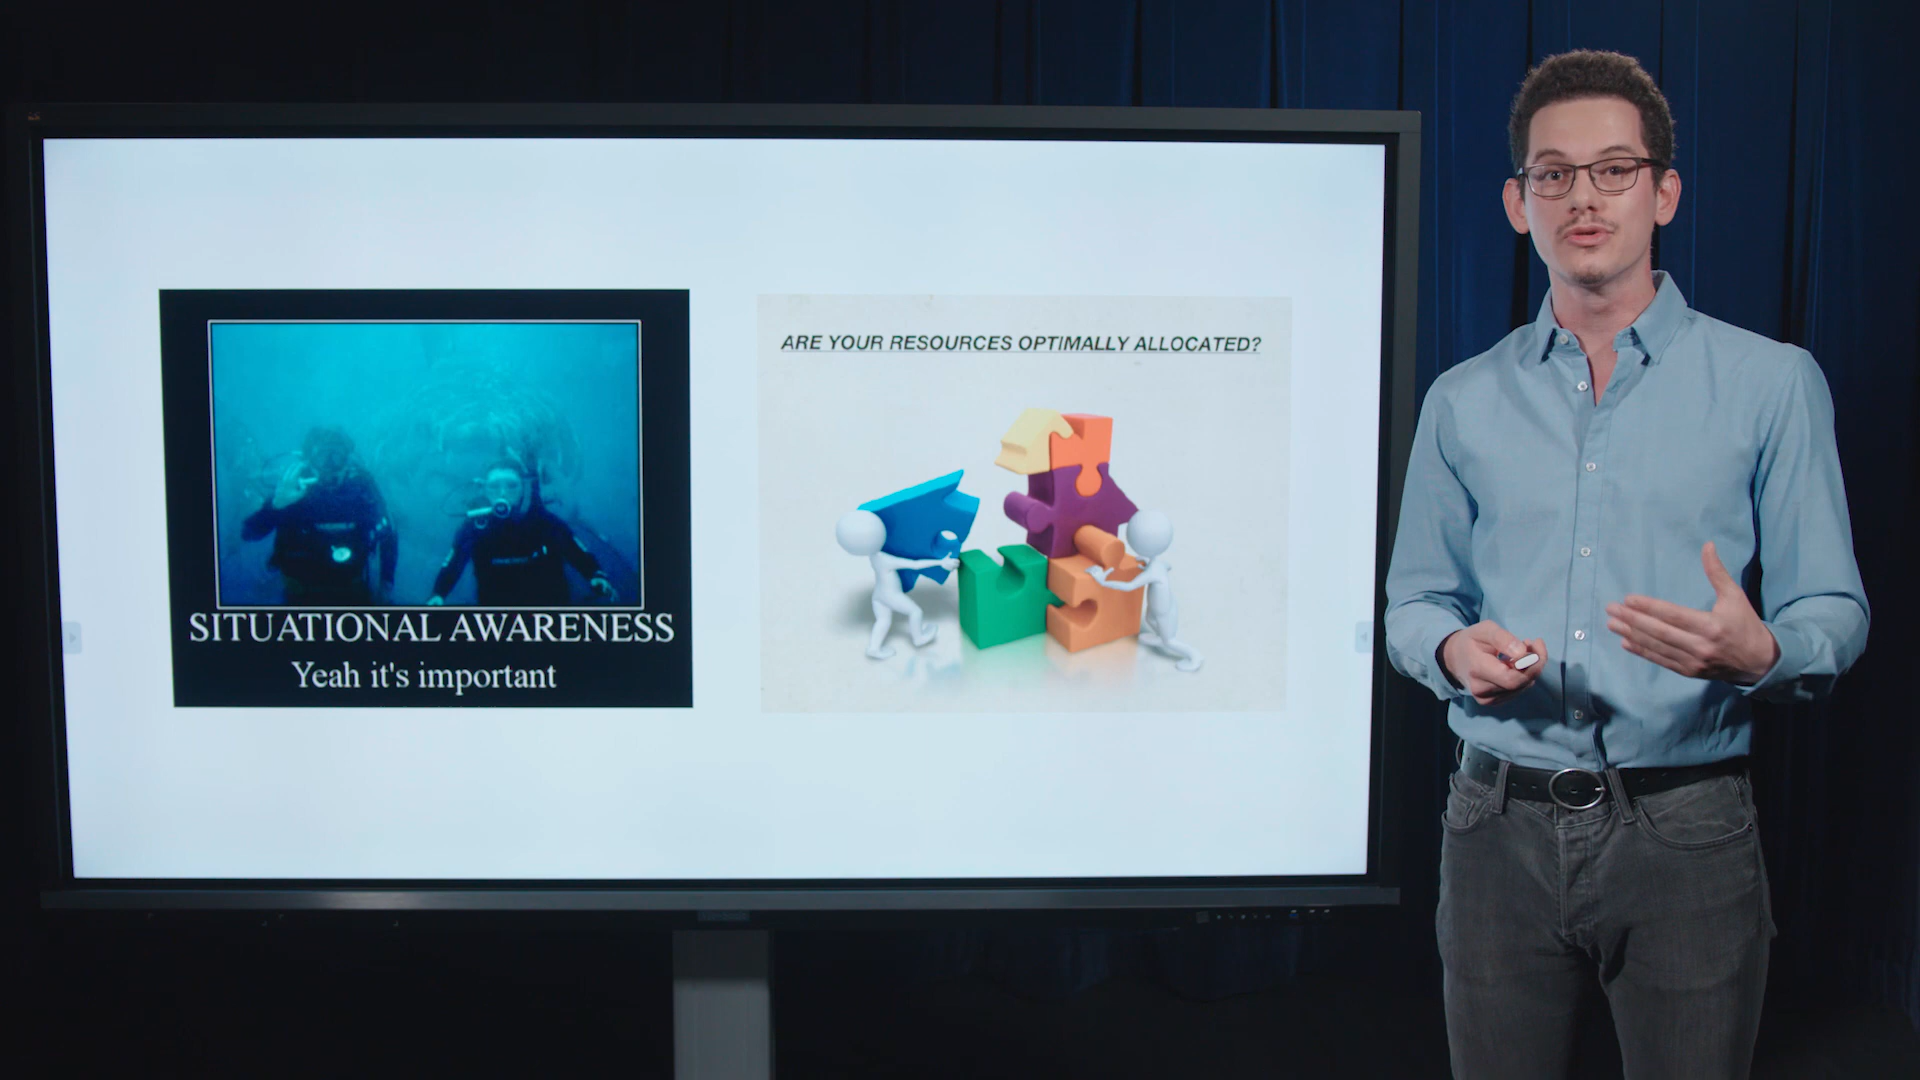 SITUATIONAL AWARENESS
Yeah it's important
ARE YOUR RESOURCES OPTIMALLY ALLOCATED?